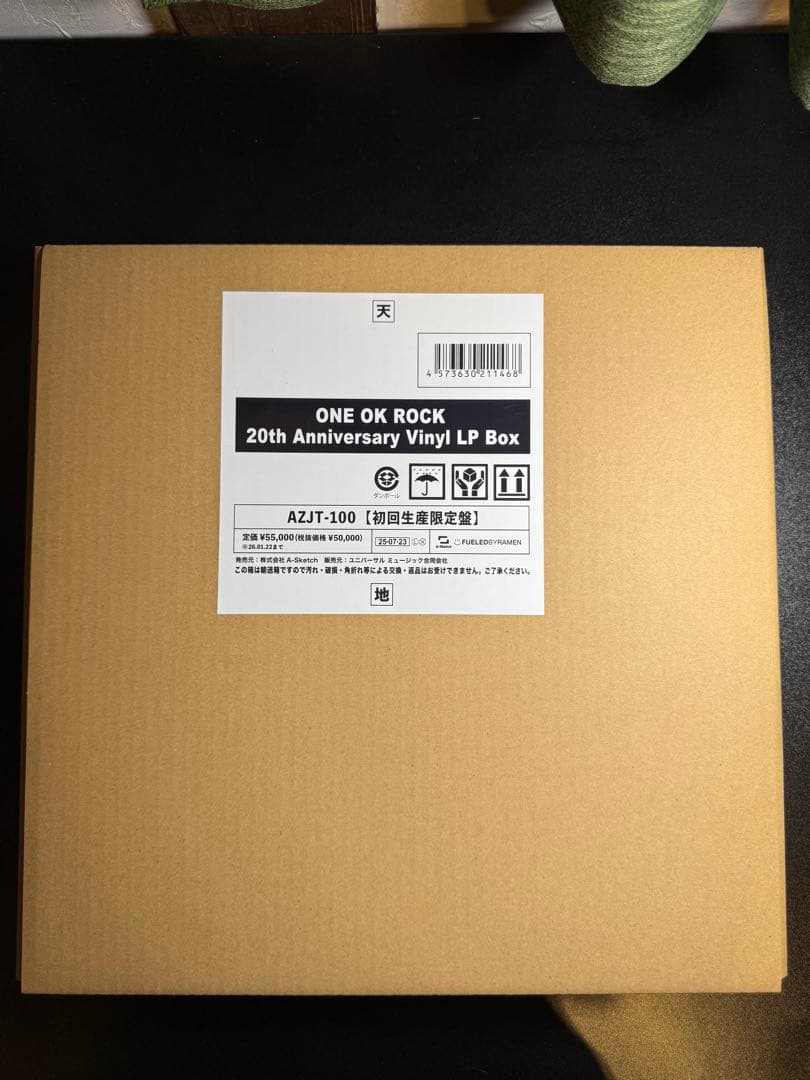 天
4 573630 211468
ONE OK ROCK
20th Anniversary Vinyl LP Box
ダンボール
AZJT-100【初回生産限定盤】
定価 ¥55,000(税抜価格 ¥50,000)
※26.01.22まで
25・07・23 Ⓛ Ⓧ
A-Sketch
FUELEDBYRAMEN
発売元：株式会社 A-Sketch 販売元：ユニバーサル ミュージック合同会社
この箱は輸送箱ですので汚れ・破損・角折れ等による交換・返品はお受けできません。ご了承ください。
地